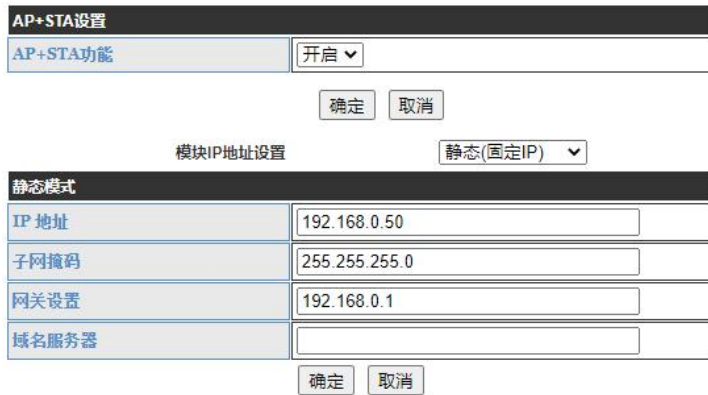 AP+STA设置
AP+STA功能 开启
确定 取消
模块IP地址设置 静态(固定IP)
静态模式
IP 地址 192.168.0.50
子网掩码 255.255.255.0
网关设置 192.168.0.1
域名服务器
确定 取消